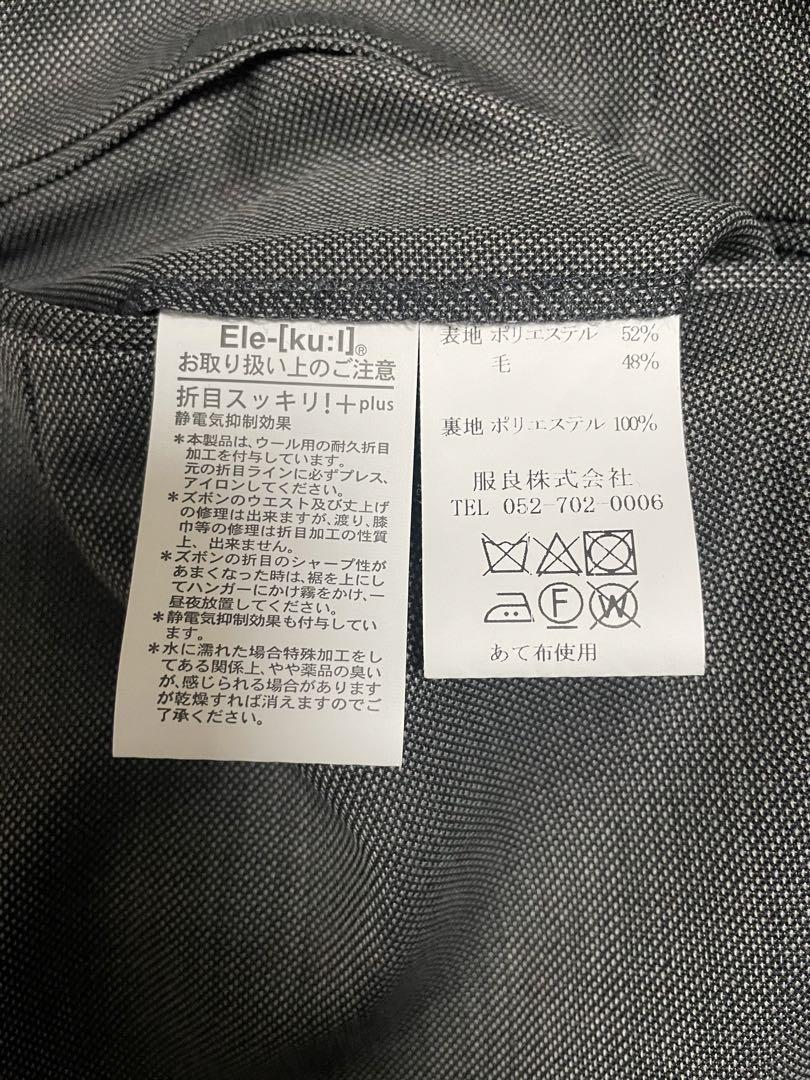 Ele-[ku:l]®
お取り扱い上のご注意
折目スッキリ!+plus
静電気抑制効果
*本製品は、ウール用の耐久折目
加工を付与しています。
元の折目ラインに必ずプレス、
アイロンしてください。
*ズボンのウエスト及び丈上げ
の修理は出来ますが、渡り、膝
巾等の修理は折目加工の性質
上、出来ません。
*ズボンの折目のシャープ性が
あまくなった時は、裾を上にし
てハンガーにかけ霧をかけ、一
昼夜放置してください。
*静電気抑制効果も付与してい
ます。
*水に濡れた場合特殊加工をし
てある関係上、やや薬品の臭い
が、感じられる場合があります
が乾燥すれば消えますのでご
了承ください。
表地 ポリエステル 52%
毛 48%
裏地 ポリエステル 100%
服良株式会社
TEL 052-702-0006
F W
あて布使用